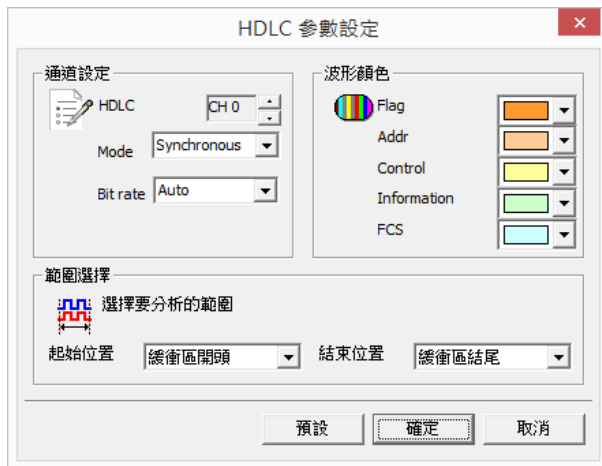 HDLC 參數設定
通道設定
HDLC CH 0
Mode Synchronous
Bit rate Auto
波形顏色
Flag
Addr
Control
Information
FCS
範圍選擇
選擇要分析的範圍
起始位置 緩衝區開頭 結束位置 緩衝區結尾
預設 確定 取消